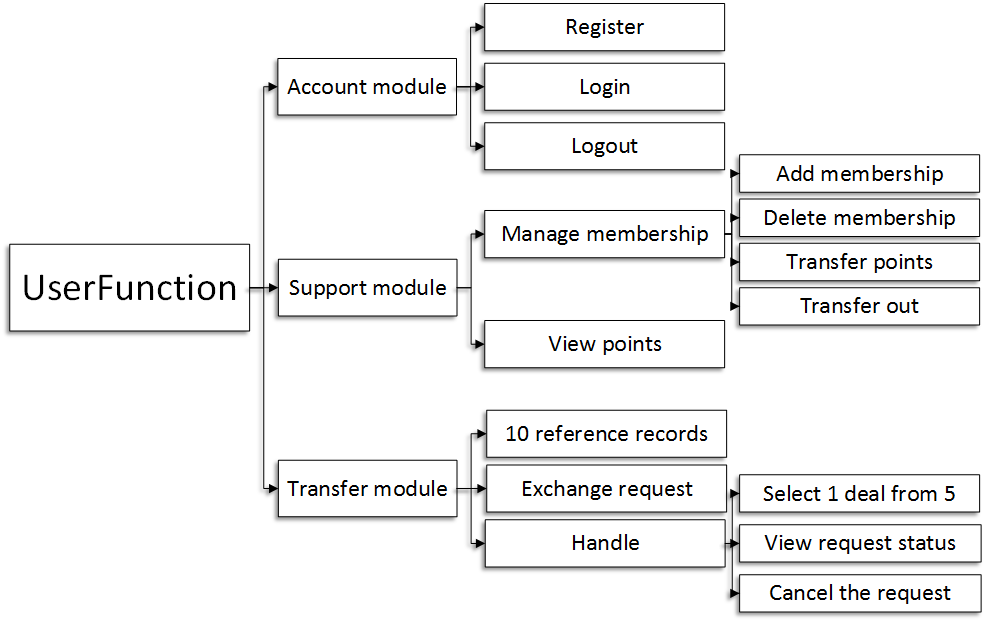 UserFunction
Account module
Register
Login
Logout
Support module
Manage membership
Add membership
Delete membership
Transfer points
Transfer out
View points
Transfer module
10 reference records
Exchange request
Handle
Select 1 deal from 5
View request status
Cancel the request